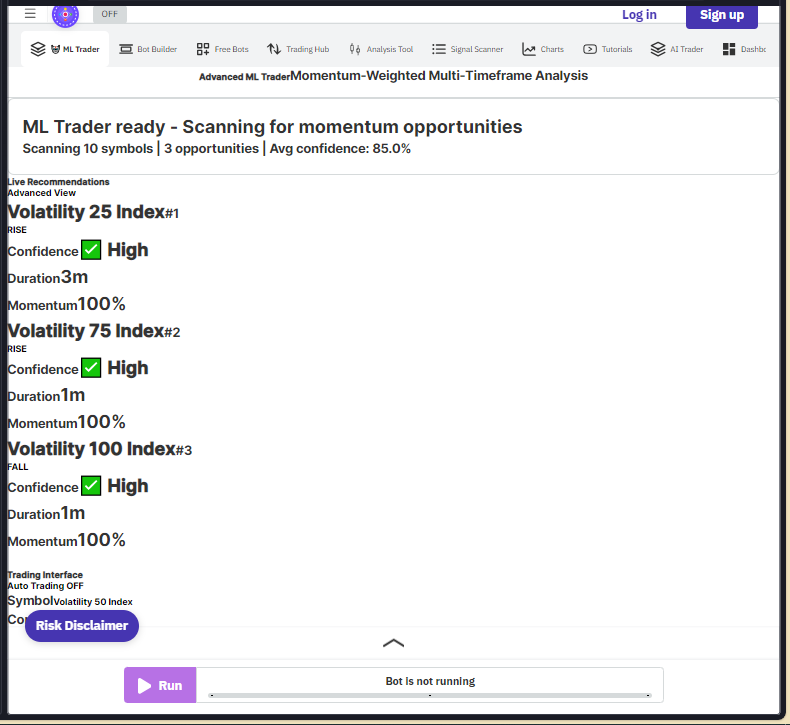 OFF
Log in
Sign up
ML Trader
Bot Builder
Free Bots
Trading Hub
Analysis Tool
Signal Scanner
Charts
Tutorials
AI Trader
Dashbo
Advanced ML TraderMomentum-Weighted Multi-Timeframe Analysis
ML Trader ready - Scanning for momentum opportunities
Scanning 10 symbols | 3 opportunities | Avg confidence: 85.0%
Live Recommendations
Advanced View
Volatility 25 Index#1
RISE
Confidence ✅ High
Duration3m
Momentum100%
Volatility 75 Index#2
RISE
Confidence ✅ High
Duration1m
Momentum100%
Volatility 100 Index#3
FALL
Confidence ✅ High
Duration1m
Momentum100%
Trading Interface
Auto Trading OFF
SymbolVolatility 50 Index
Risk Disclaimer
Run
Bot is not running